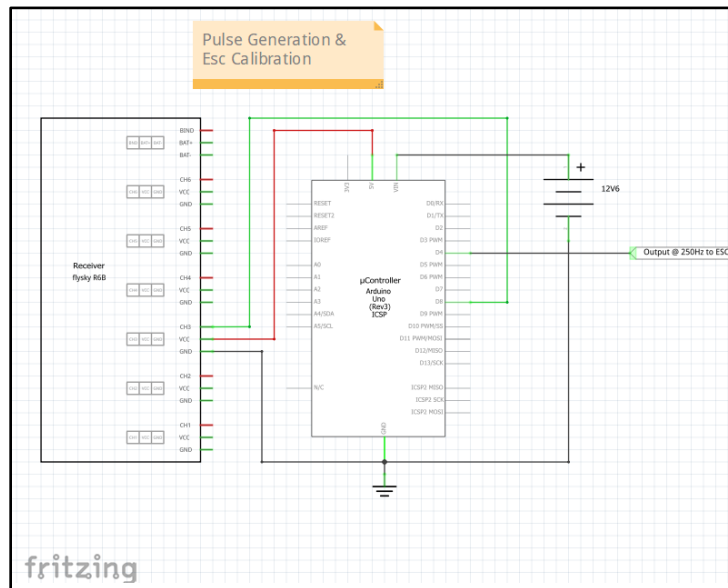 Pulse Generation &
Esc Calibration
BIND
BAT+
BAT-
CH6
VCC
GND
CH5
VCC
GND
CH4
VCC
GND
CH3
VCC
GND
CH2
VCC
GND
CH1
VCC
GND
Receiver
flysky R6B
3V3
5V
VIN
RESET
RESET2
AREF
IOREF
A0
A1
A2
A3
A4/SDA
A5/SCL
N/C
µController
Arduino
Uno
(Rev3)
ICSP
D0/RX
D1/TX
D2
D3 PWM
D4
D5 PWM
D6 PWM
D7
D8
D9 PWM
D10 PWM/SS
D11 PWM/MOSI
D12/MISO
D13/SCK
ICSP2 MISO
ICSP2 SCK
ICSP2 MOSI
GND
+
12V6
Output @ 250Hz to ESC
fritzing